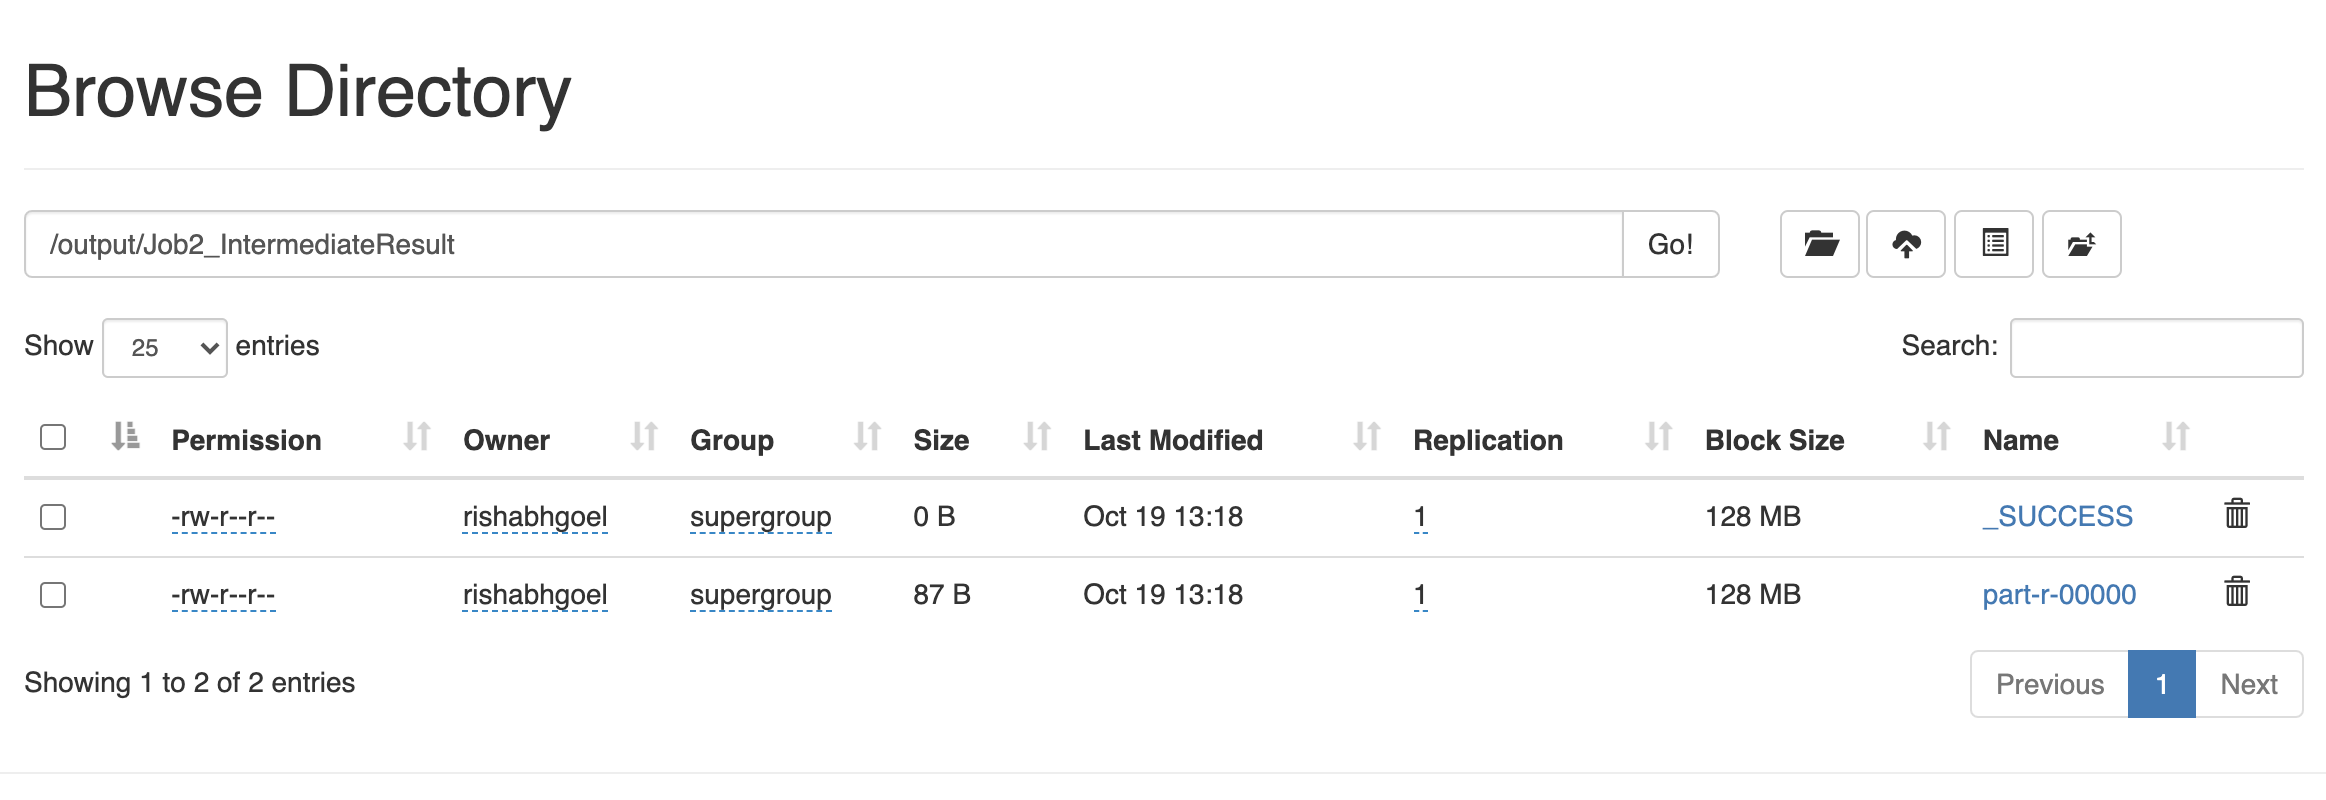 Browse Directory
/output/Job2_IntermediateResult Go!
Show 25 entries Search:
Permission Owner Group Size Last Modified Replication Block Size Name
-rw-r--r-- rishabhgoel supergroup 0 B Oct 19 13:18 1 128 MB _SUCCESS
-rw-r--r-- rishabhgoel supergroup 87 B Oct 19 13:18 1 128 MB part-r-00000
Showing 1 to 2 of 2 entries Previous 1 Next